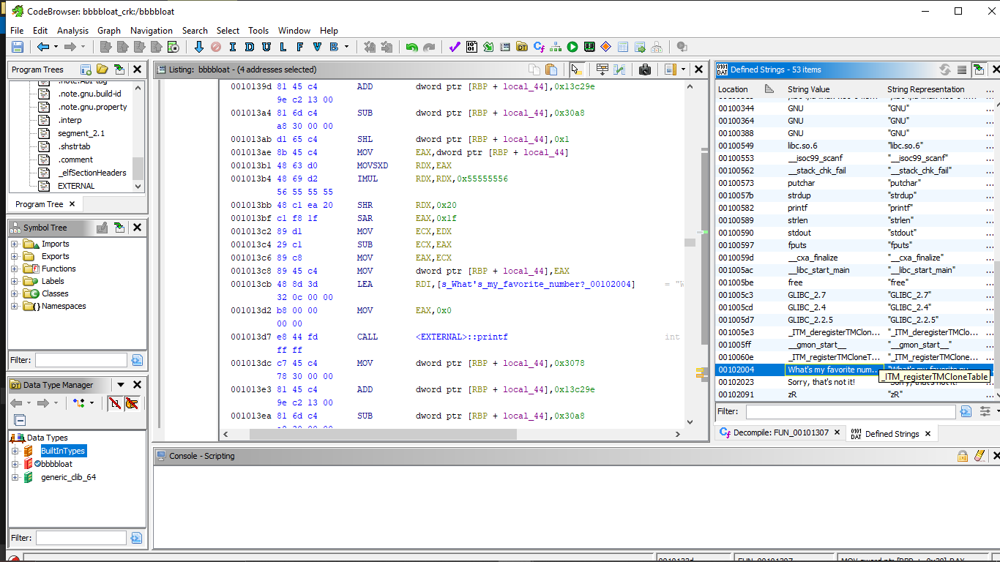 CodeBrowser: bbbbloat_crk:/bbbbloat
File Edit Analysis Graph Navigation Search Select Tools Window Help
I D U L F V B
Program Trees
.note.ABI-tag
.note.gnu.build-id
.note.gnu.property
.interp
segment_2.1
.shstrtab
.comment
_elfSectionHeaders
EXTERNAL
Program Tree
Symbol Tree
Imports
Exports
Functions
Labels
Classes
Namespaces
Filter:
Data Type Manager
Data Types
BuiltInTypes
bbbbloat
generic_clib_64
Filter:
Listing: bbbbloat - (4 addresses selected)
0010139d 81 45 c4 ADD dword ptr [RBP + local_44],0x13c29e
9e c2 13 00
001013a4 81 6d c4 SUB dword ptr [RBP + local_44],0x30a8
a8 30 00 00
001013ab d1 65 c4 SHL dword ptr [RBP + local_44],0x1
001013ae 8b 45 c4 MOV EAX,dword ptr [RBP + local_44]
001013b1 48 63 d0 MOVSXD RDX,EAX
001013b4 48 69 d2 IMUL RDX,RDX,0x55555556
56 55 55 55
001013bb 48 c1 ea 20 SHR RDX,0x20
001013bf c1 f8 1f SAR EAX,0x1f
001013c2 89 d1 MOV ECX,EDX
001013c4 29 c1 SUB ECX,EAX
001013c6 89 c8 MOV EAX,ECX
001013c8 89 45 c4 MOV dword ptr [RBP + local_44],EAX
001013cb 48 8d 3d LEA RDI,[s_What's_my_favorite_number?_00102004] = "W
32 0c 00 00
001013d2 b8 00 00 MOV EAX,0x0
00 00
001013d7 e8 44 fd CALL <EXTERNAL>::printf int
ff ff
001013dc c7 45 c4 MOV dword ptr [RBP + local_44],0x3078
78 30 00 00
001013e3 81 45 c4 ADD dword ptr [RBP + local_44],0x13c29e
9e c2 13 00
001013ea 81 6d c4 SUB dword ptr [RBP + local_44],0x30a8
a8 30 00 00
Defined Strings - 53 items
Location String Value String Representation ...
00100344 GNU "GNU" ...
00100364 GNU "GNU" ...
00100388 GNU "GNU" ...
00100549 libc.so.6 "libc.so.6" ...
00100553 __isoc99_scanf "__isoc99_scanf" ...
00100562 __stack_chk_fail "__stack_chk_fail" ...
00100573 putchar "putchar" ...
0010057b strdup "strdup" ...
00100582 printf "printf" ...
00100589 strlen "strlen" ...
00100590 stdout "stdout" ...
00100597 fputs "fputs" ...
0010059d __cxa_finalize "__cxa_finalize" ...
001005ac __libc_start_main "__libc_start_main" ...
001005be free "free" ...
001005c3 GLIBC_2.7 "GLIBC_2.7" ...
001005cd GLIBC_2.4 "GLIBC_2.4" ...
001005d7 GLIBC_2.2.5 "GLIBC_2.2.5" ...
001005e3 _ITM_deregisterTMClon... "_ITM_deregisterTMClo... ...
001005ff __gmon_start__ "__gmon_start__" ...
0010060e _ITM_registerTMCloneT... "_ITM_registerTMClone... ...
00102004 What's my favorite num... "What's my favorite nu...
_ITM_registerTMCloneTable
00102023 Sorry, that's not it! "Sorry, that's not it!"
00102091 zR "zR" ...
Filter:
Decompile: FUN_00101307
Defined Strings
Console - Scripting
FUN_00101307